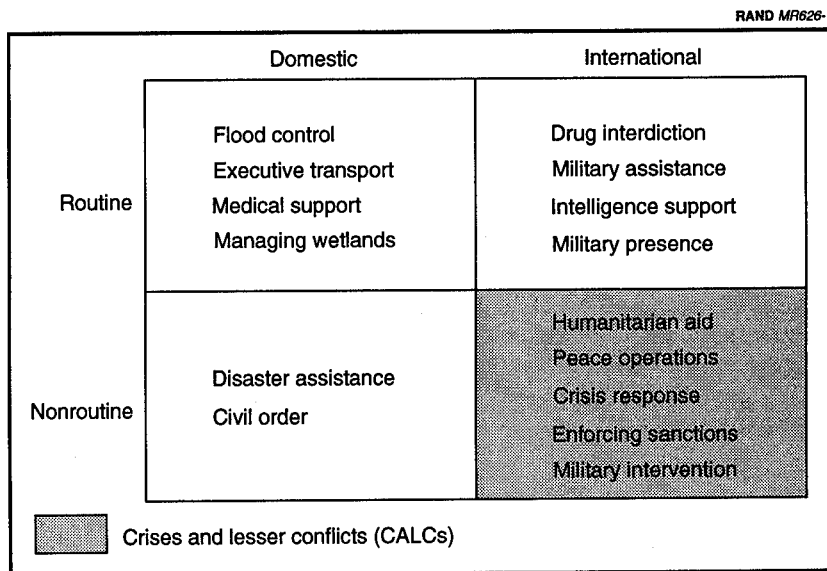 RAND MR626-
Domestic International
Flood control
Executive transport
Medical support
Managing wetlands
Routine
Drug interdiction
Military assistance
Intelligence support
Military presence
Disaster assistance
Civil order
Nonroutine
Humanitarian aid
Peace operations
Crisis response
Enforcing sanctions
Military intervention
Crises and lesser conflicts (CALCs)